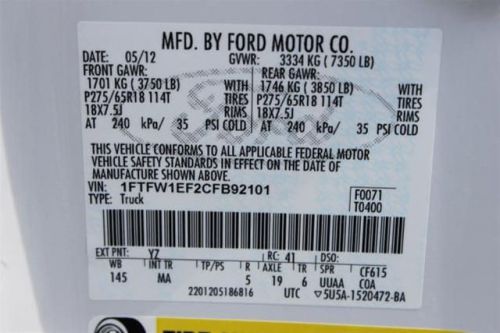 MFD. BY FORD MOTOR CO.
DATE: 05/12 GVWR: 3334 KG ( 7350 LB)
FRONT GAWR: REAR GAWR:
1701 KG ( 3750 LB) WITH 1746 KG ( 3850 LB) WITH
P275/65R18 114T TIRES P275/65R18 114T TIRES
18X7.5J RIMS 18X7.5J RIMS
AT 240 kPa/ 35 PSI COLD AT 240 kPa/ 35 PSI COLD
THIS VEHICLE CONFORMS TO ALL APPLICABLE FEDERAL MOTOR
VEHICLE SAFETY STANDARDS IN EFFECT ON THE DATE OF
MANUFACTURE SHOWN ABOVE.
VIN: 1FTFW1EF2CFB92101 F0071
TYPE: Truck T0400
EXT PNT: YZ RC: 41 DSO:
WB INT TR TP/PS R AXLE TR SPR CF615
145 MA 5 19 6 UUAA COA
2201205186816 UTC 5U5A-1520472-BA
Ford